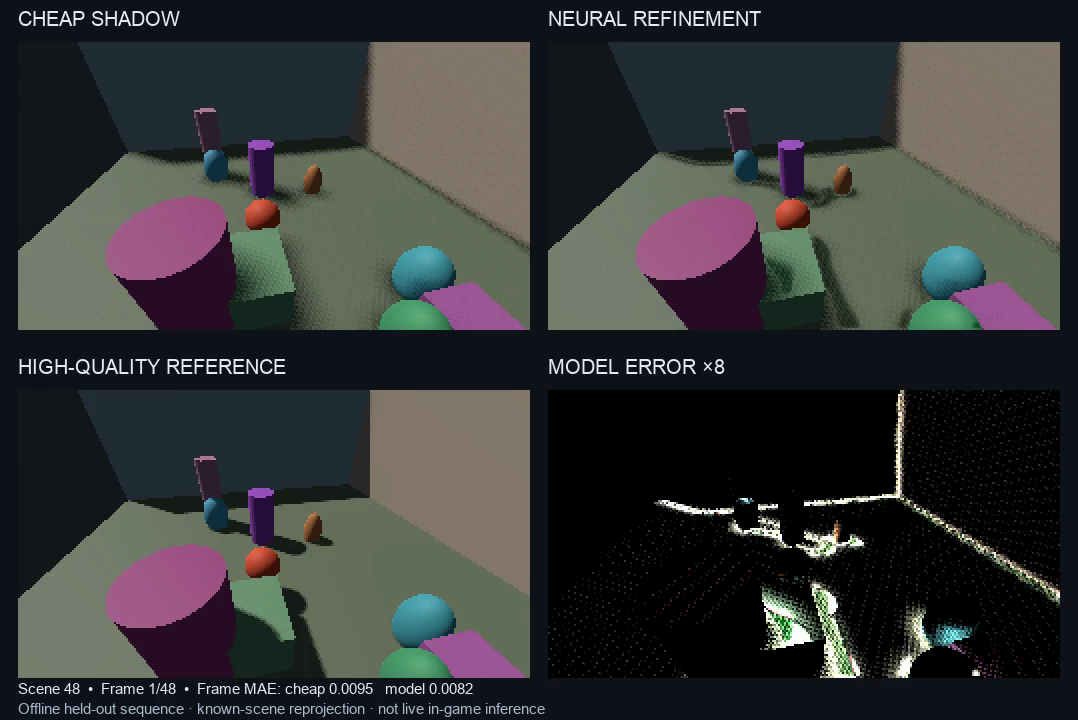 CHEAP SHADOW
NEURAL REFINEMENT
HIGH-QUALITY REFERENCE
MODEL ERROR ×8
Scene 48 • Frame 1/48 • Frame MAE: cheap 0.0095 model 0.0082
Offline held-out sequence · known-scene reprojection · not live in-game inference